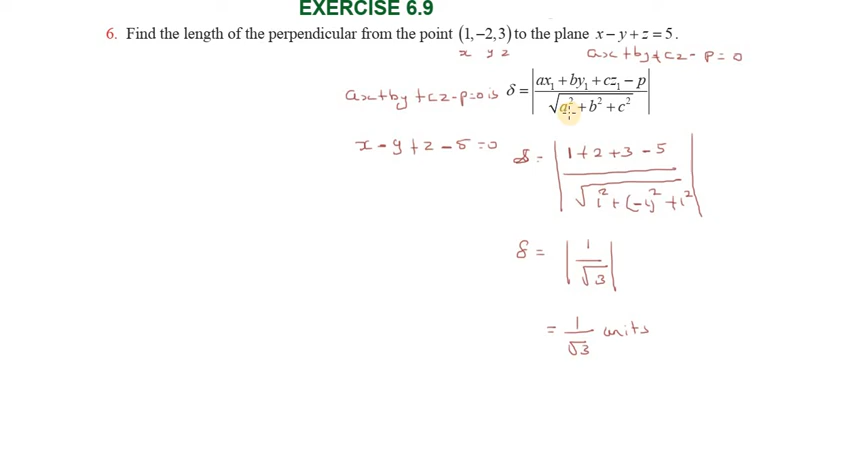 EXERCISE 6.9
6. Find the length of the perpendicular from the point (1, −2, 3) to the plane x − y + z = 5.
x y z
ax + by + cz − p = 0
ax + by + cz − p = 0 is δ = |ax₁ + by₁ + cz₁ − p / √(a² + b² + c²)|
x − y + z − 5 = 0 δ = |1 + 2 + 3 − 5 / √(1² + (−1)² + 1²)|
δ = |1 / √3|
= 1 / √3 units